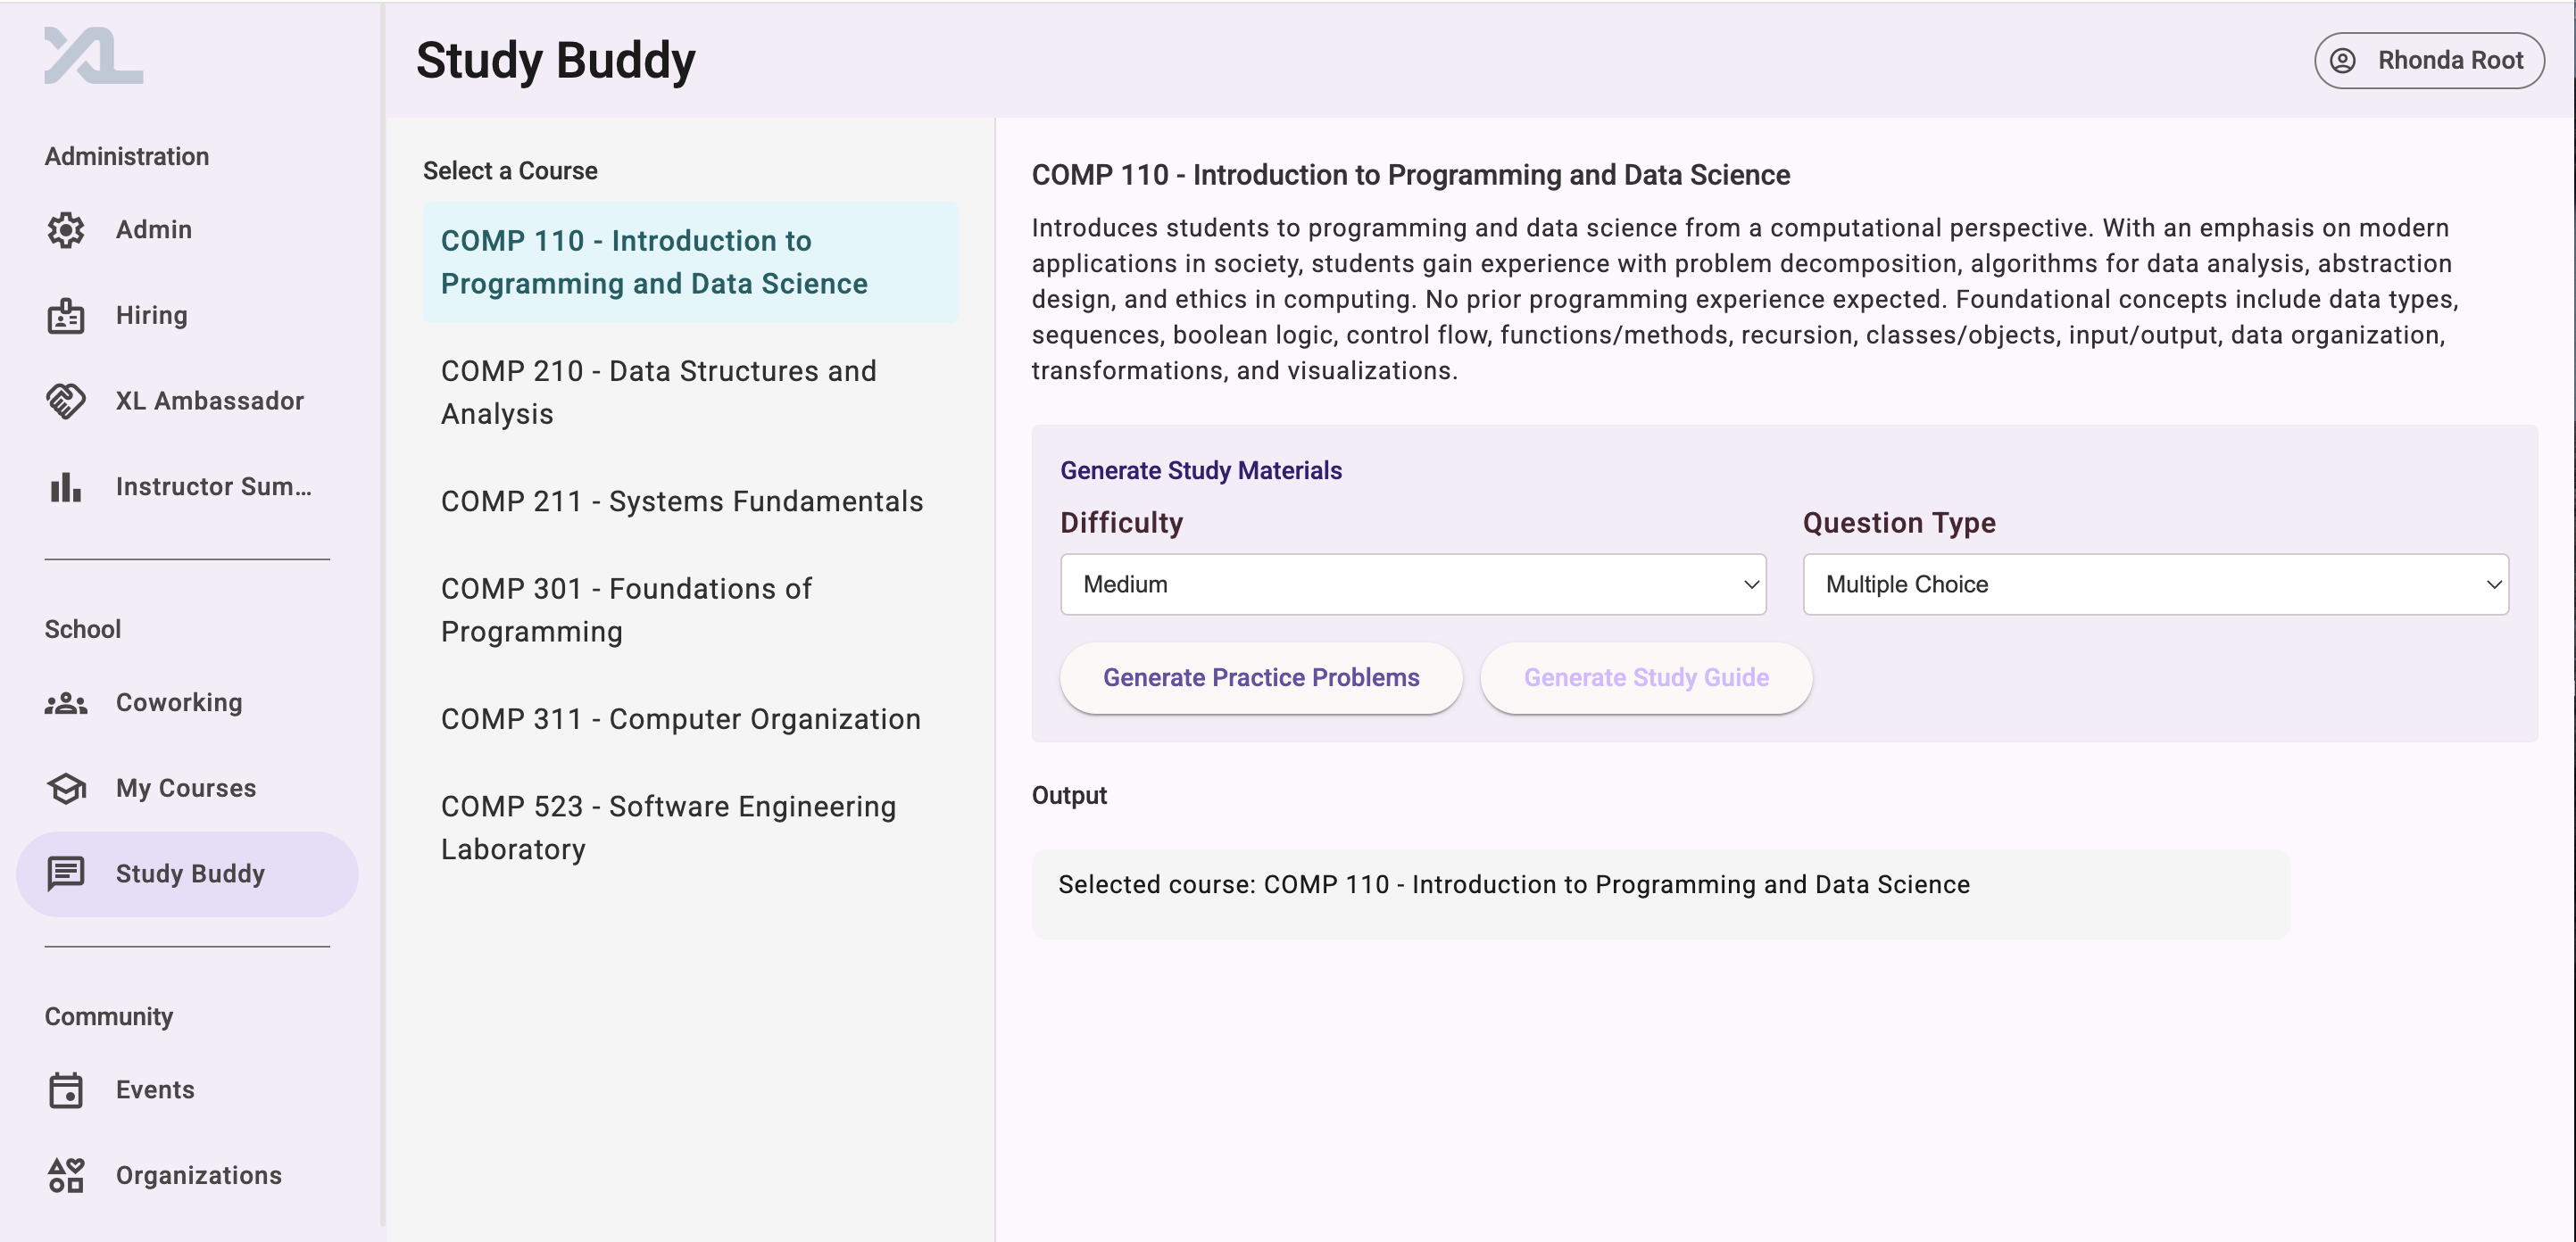 XL
Administration
Admin
Hiring
XL Ambassador
Instructor Sum...
School
Coworking
My Courses
Study Buddy
Community
Events
Organizations
Study Buddy
Rhonda Root
Select a Course
COMP 110 - Introduction to
Programming and Data Science
COMP 210 - Data Structures and
Analysis
COMP 211 - Systems Fundamentals
COMP 301 - Foundations of
Programming
COMP 311 - Computer Organization
COMP 523 - Software Engineering
Laboratory
COMP 110 - Introduction to Programming and Data Science
Introduces students to programming and data science from a computational perspective. With an emphasis on modern
applications in society, students gain experience with problem decomposition, algorithms for data analysis, abstraction
design, and ethics in computing. No prior programming experience expected. Foundational concepts include data types,
sequences, boolean logic, control flow, functions/methods, recursion, classes/objects, input/output, data organization,
transformations, and visualizations.
Generate Study Materials
Difficulty
Question Type
Medium
Multiple Choice
Generate Practice Problems
Generate Study Guide
Output
Selected course: COMP 110 - Introduction to Programming and Data Science